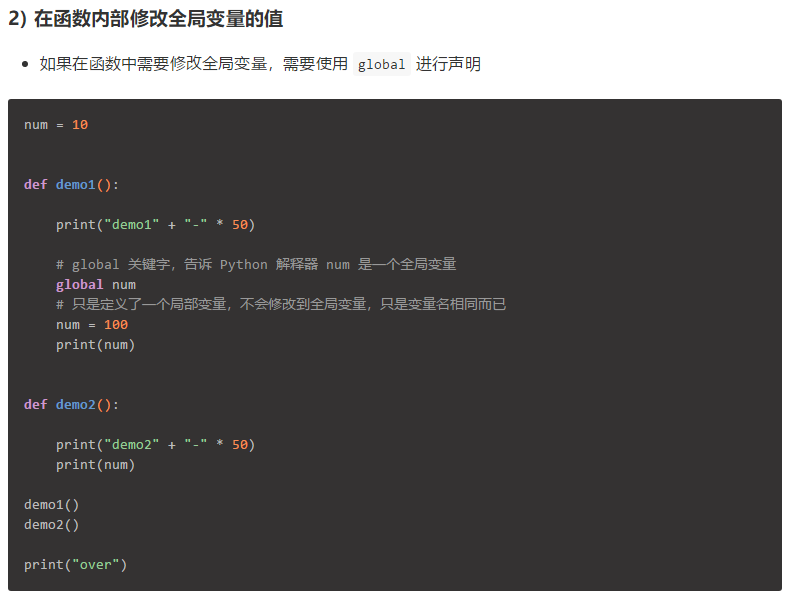 2) 在函数内部修改全局变量的值
如果在函数中需要修改全局变量，需要使用 global 进行声明
num = 10
def demo1():
print("demo1" + "-" * 50)
# global 关键字，告诉 Python 解释器 num 是一个全局变量
global num
# 只是定义了一个局部变量，不会修改到全局变量，只是变量名相同而已
num = 100
print(num)
def demo2():
print("demo2" + "-" * 50)
print(num)
demo1()
demo2()
print("over")